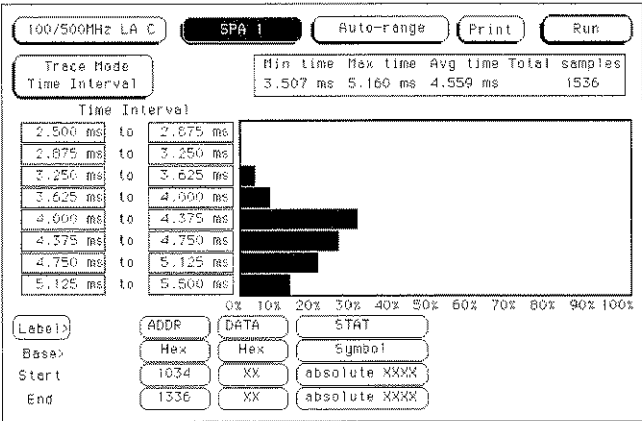 100/500MHz LA C SPA 1 Auto-range Print Run
Trace Mode
Time Interval
Min time Max time Avg time Total samples
3.507 ms 5.160 ms 4.559 ms 1536
Time Interval
2.500 ms to 2.875 ms
2.875 ms to 3.250 ms
3.250 ms to 3.625 ms
3.625 ms to 4.000 ms
4.000 ms to 4.375 ms
4.375 ms to 4.750 ms
4.750 ms to 5.125 ms
5.125 ms to 5.500 ms
0% 10% 20% 30% 40% 50% 60% 70% 80% 90% 100%
Label> ADDR DATA STAT
Base> Hex Hex Symbol
Start 1034 XX absolute XXXX
End 1336 XX absolute XXXX